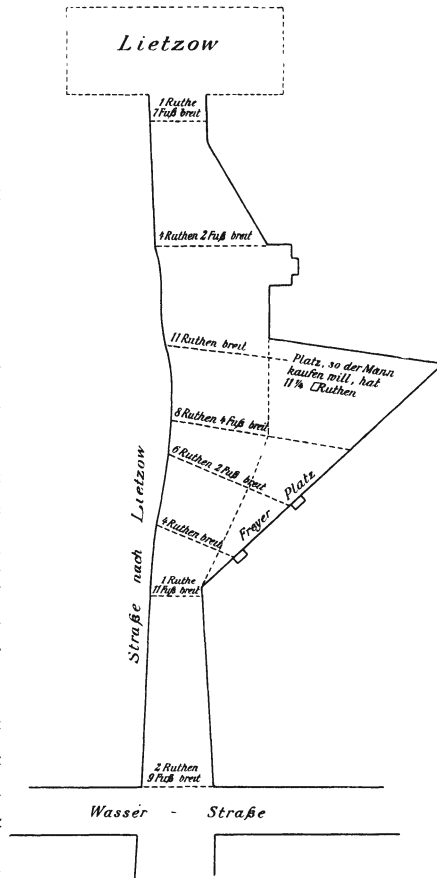 Lietzow
1 Ruthe
7 Fuß breit
4 Ruthen 2 Fuß breit
11 Ruthen breit
Platz, so der Mann
kaufen will, hat
11¼ □Ruthen
8 Ruthen 4 Fuß breit
6 Ruthen 2 Fuß breit
Freyer Platz
4 Ruthen breit
Straße nach Lietzow
1 Ruthe
11 Fuß breit
2 Ruthen
9 Fuß breit
Wasser - Straße